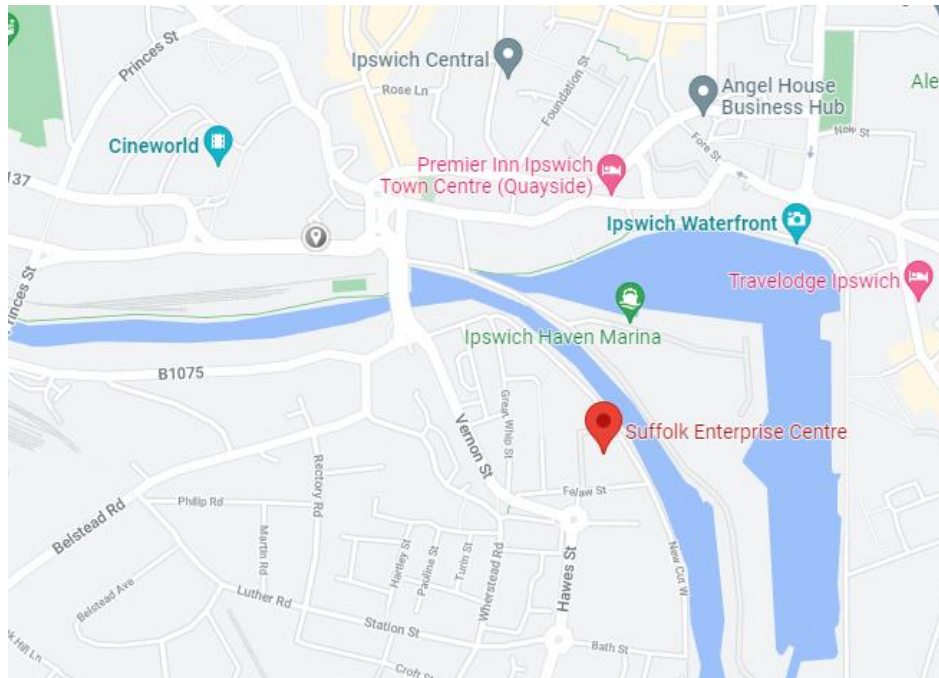 Princes St
Ipswich Central
Rose Ln
Foundation St
Angel House
Business Hub
Ale
Cineworld
Fore St
New St
Premier Inn Ipswich
Town Centre (Quayside)
137
Ipswich Waterfront
Princes St
Travelodge Ipswich
Ipswich Haven Marina
B1075
Great Whip St
Vernon St
Suffolk Enterprise Centre
Rectory Rd
Felaw St
Philip Rd
Belstead Rd
Martin Rd
Hartley St
Pauline St
Turin St
Wherstead Rd
Hawes St
New Cut W
Belstead Ave
Luther Rd
Station St
Bath St
Hill Ln
Croft St